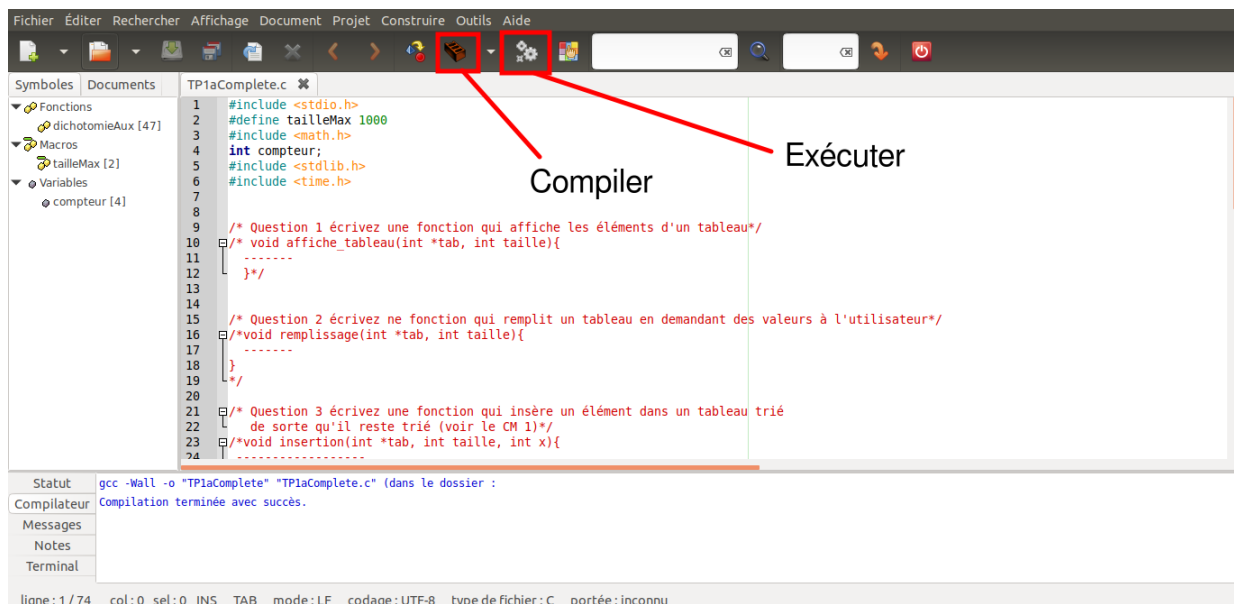 Fichier Éditer Rechercher Affichage Document Projet Construire Outils Aide
Symboles Documents TP1aComplete.c
Fonctions
dichotomieAux [47]
Macros
tailleMax [2]
Variables
compteur [4]
1 #include <stdio.h>
2 #define tailleMax 1000
3 #include <math.h>
4 int compteur;
5 #include <stdlib.h>
6 #include <time.h>
7
8
9 /* Question 1 écrivez une fonction qui affiche les éléments d'un tableau*/
10 /* void affiche_tableau(int *tab, int taille){
11 -------
12 }*/
13
14
15 /* Question 2 écrivez ne fonction qui remplit un tableau en demandant des valeurs à l'utilisateur*/
16 /*void remplissage(int *tab, int taille){
17 -------
18 }
19 */
20
21 /* Question 3 écrivez une fonction qui insère un élément dans un tableau trié
22 de sorte qu'il reste trié (voir le CM 1)*/
23 /*void insertion(int *tab, int taille, int x){
24 ------------------
Compiler
Exécuter
Statut
Compilateur
Messages
Notes
Terminal
gcc -Wall -o "TP1aComplete" "TP1aComplete.c" (dans le dossier :
Compilation terminée avec succès.
ligne : 1 / 74 col : 0 sel : 0 INS TAB mode : LF codage : UTF-8 type de fichier : C portée : inconnu